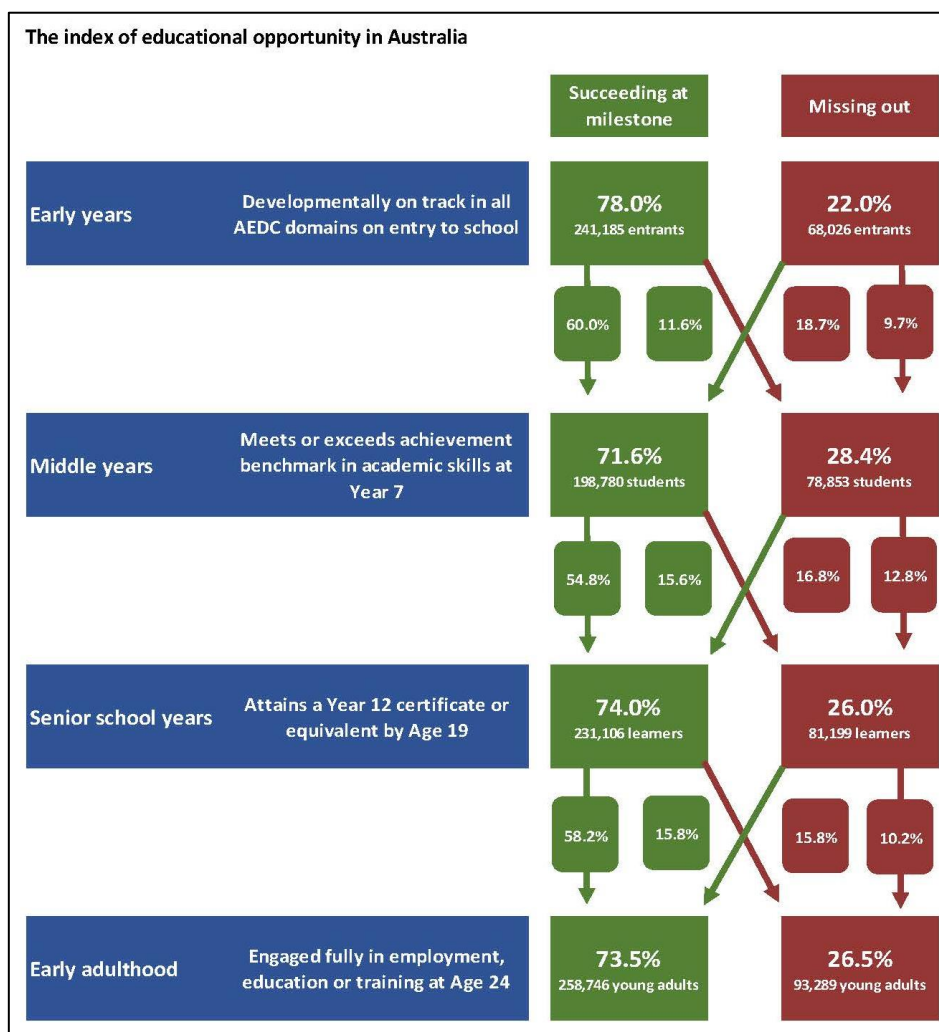 The index of educational opportunity in Australia
Succeeding at
milestone
Missing out
Early years
Developmentally on track in all
AEDC domains on entry to school
78.0%
241,185 entrants
22.0%
68,026 entrants
60.0%
11.6%
18.7%
9.7%
Middle years
Meets or exceeds achievement
benchmark in academic skills at
Year 7
71.6%
198,780 students
28.4%
78,853 students
54.8%
15.6%
16.8%
12.8%
Senior school years
Attains a Year 12 certificate or
equivalent by Age 19
74.0%
231,106 learners
26.0%
81,199 learners
58.2%
15.8%
15.8%
10.2%
Early adulthood
Engaged fully in employment,
education or training at Age 24
73.5%
258,746 young adults
26.5%
93,289 young adults